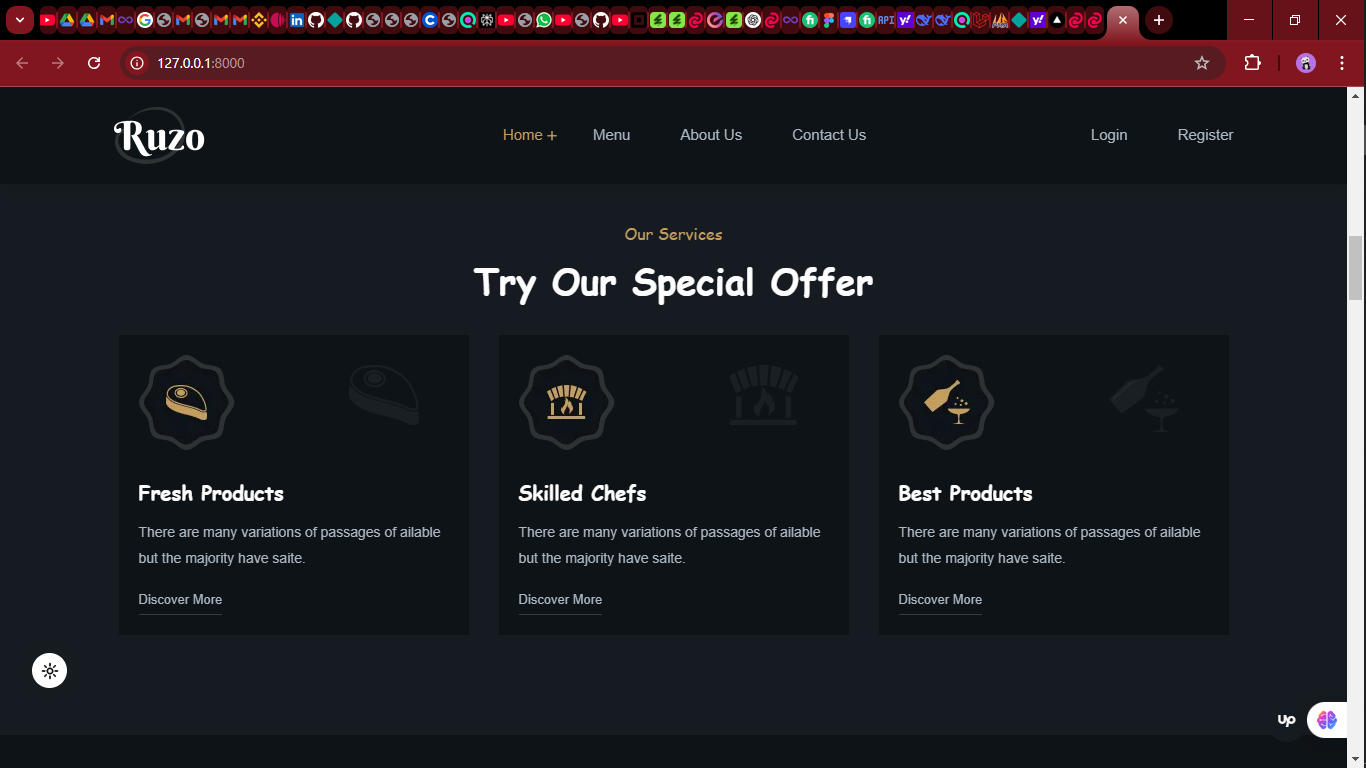 127.0.0.1:8000
Ruzo
Home +
Menu
About Us
Contact Us
Login
Register
Our Services
Try Our Special Offer
Fresh Products
There are many variations of passages of ailable
but the majority have saite.
Discover More
Skilled Chefs
There are many variations of passages of ailable
but the majority have saite.
Discover More
Best Products
There are many variations of passages of ailable
but the majority have saite.
Discover More
up